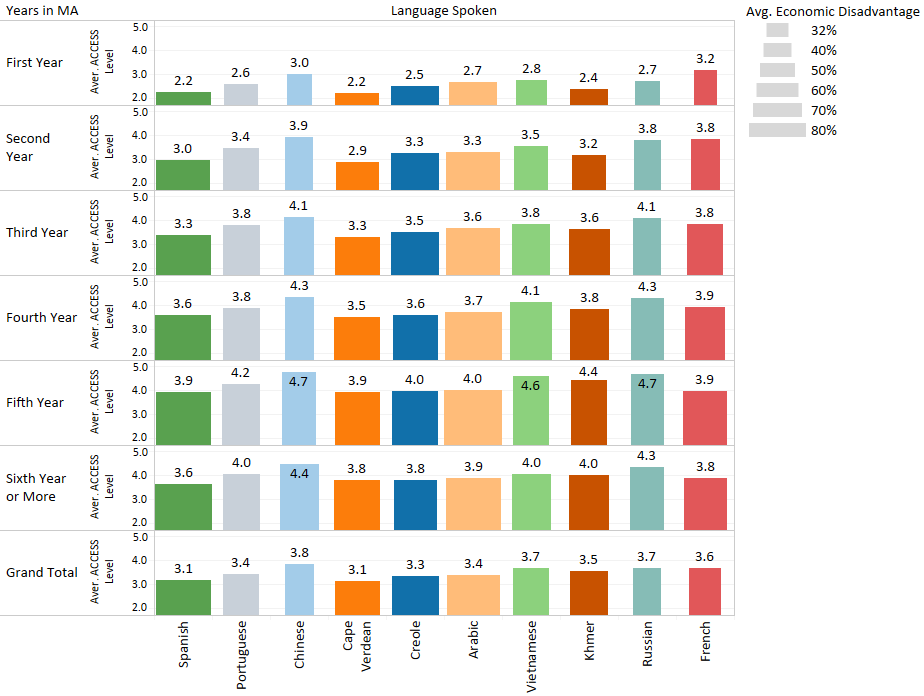 Years in MA
Language Spoken
Avg. Economic Disadvantage
32%
40%
50%
60%
70%
80%
First Year
Aver. ACCESS
Level
5.0
4.0
3.0
2.0
2.2
2.6
3.0
2.2
2.5
2.7
2.8
2.4
2.7
3.2
Second
Year
Aver. ACCESS
Level
5.0
4.0
3.0
2.0
3.0
3.4
3.9
2.9
3.3
3.3
3.5
3.2
3.8
3.8
Third Year
Aver. ACCESS
Level
5.0
4.0
3.0
2.0
3.3
3.8
4.1
3.3
3.5
3.6
3.8
3.6
4.1
3.8
Fourth Year
Aver. ACCESS
Level
5.0
4.0
3.0
2.0
3.6
3.8
4.3
3.5
3.6
3.7
4.1
3.8
4.3
3.9
Fifth Year
Aver. ACCESS
Level
5.0
4.0
3.0
2.0
3.9
4.2
4.7
3.9
4.0
4.0
4.6
4.4
4.7
3.9
Sixth Year
or More
Aver. ACCESS
Level
5.0
4.0
3.0
2.0
3.6
4.0
4.4
3.8
3.8
3.9
4.0
4.0
4.3
3.8
Grand Total
Aver. ACCESS
Level
5.0
4.0
3.0
2.0
3.1
3.4
3.8
3.1
3.3
3.4
3.7
3.5
3.7
3.6
Spanish
Portuguese
Chinese
Cape
Verdean
Creole
Arabic
Vietnamese
Khmer
Russian
French